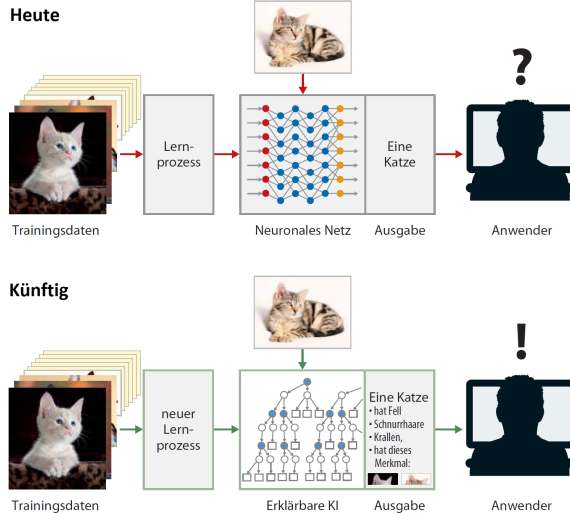 Heute
?
Lern-
prozess
Eine
Katze
Trainingsdaten
Neuronales Netz
Ausgabe
Anwender
Künftig
!
neuer
Lern-
prozess
Eine Katze
• hat Fell
• Schnurrhaare
• Krallen,
• hat dieses
Merkmal:
Trainingsdaten
Erklärbare KI
Ausgabe
Anwender